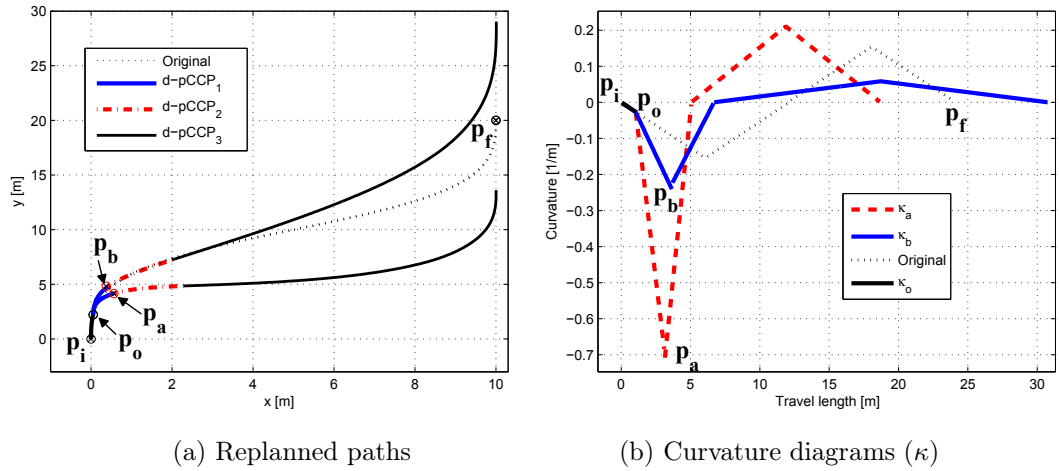 30
25
20
15
10
5
0
0
2
4
6
8
10
y [m]
x [m]
Original
d−pCCP1
d−pCCP2
d−pCCP3
pf
pb
pa
pi
po
(a) Replanned paths
0.2
0.1
0
−0.1
−0.2
−0.3
−0.4
−0.5
−0.6
−0.7
0
5
10
15
20
25
30
Curvature [1/m]
Travel length [m]
pi
po
pf
pb
pa
κa
κb
Original
κo
(b) Curvature diagrams (κ)